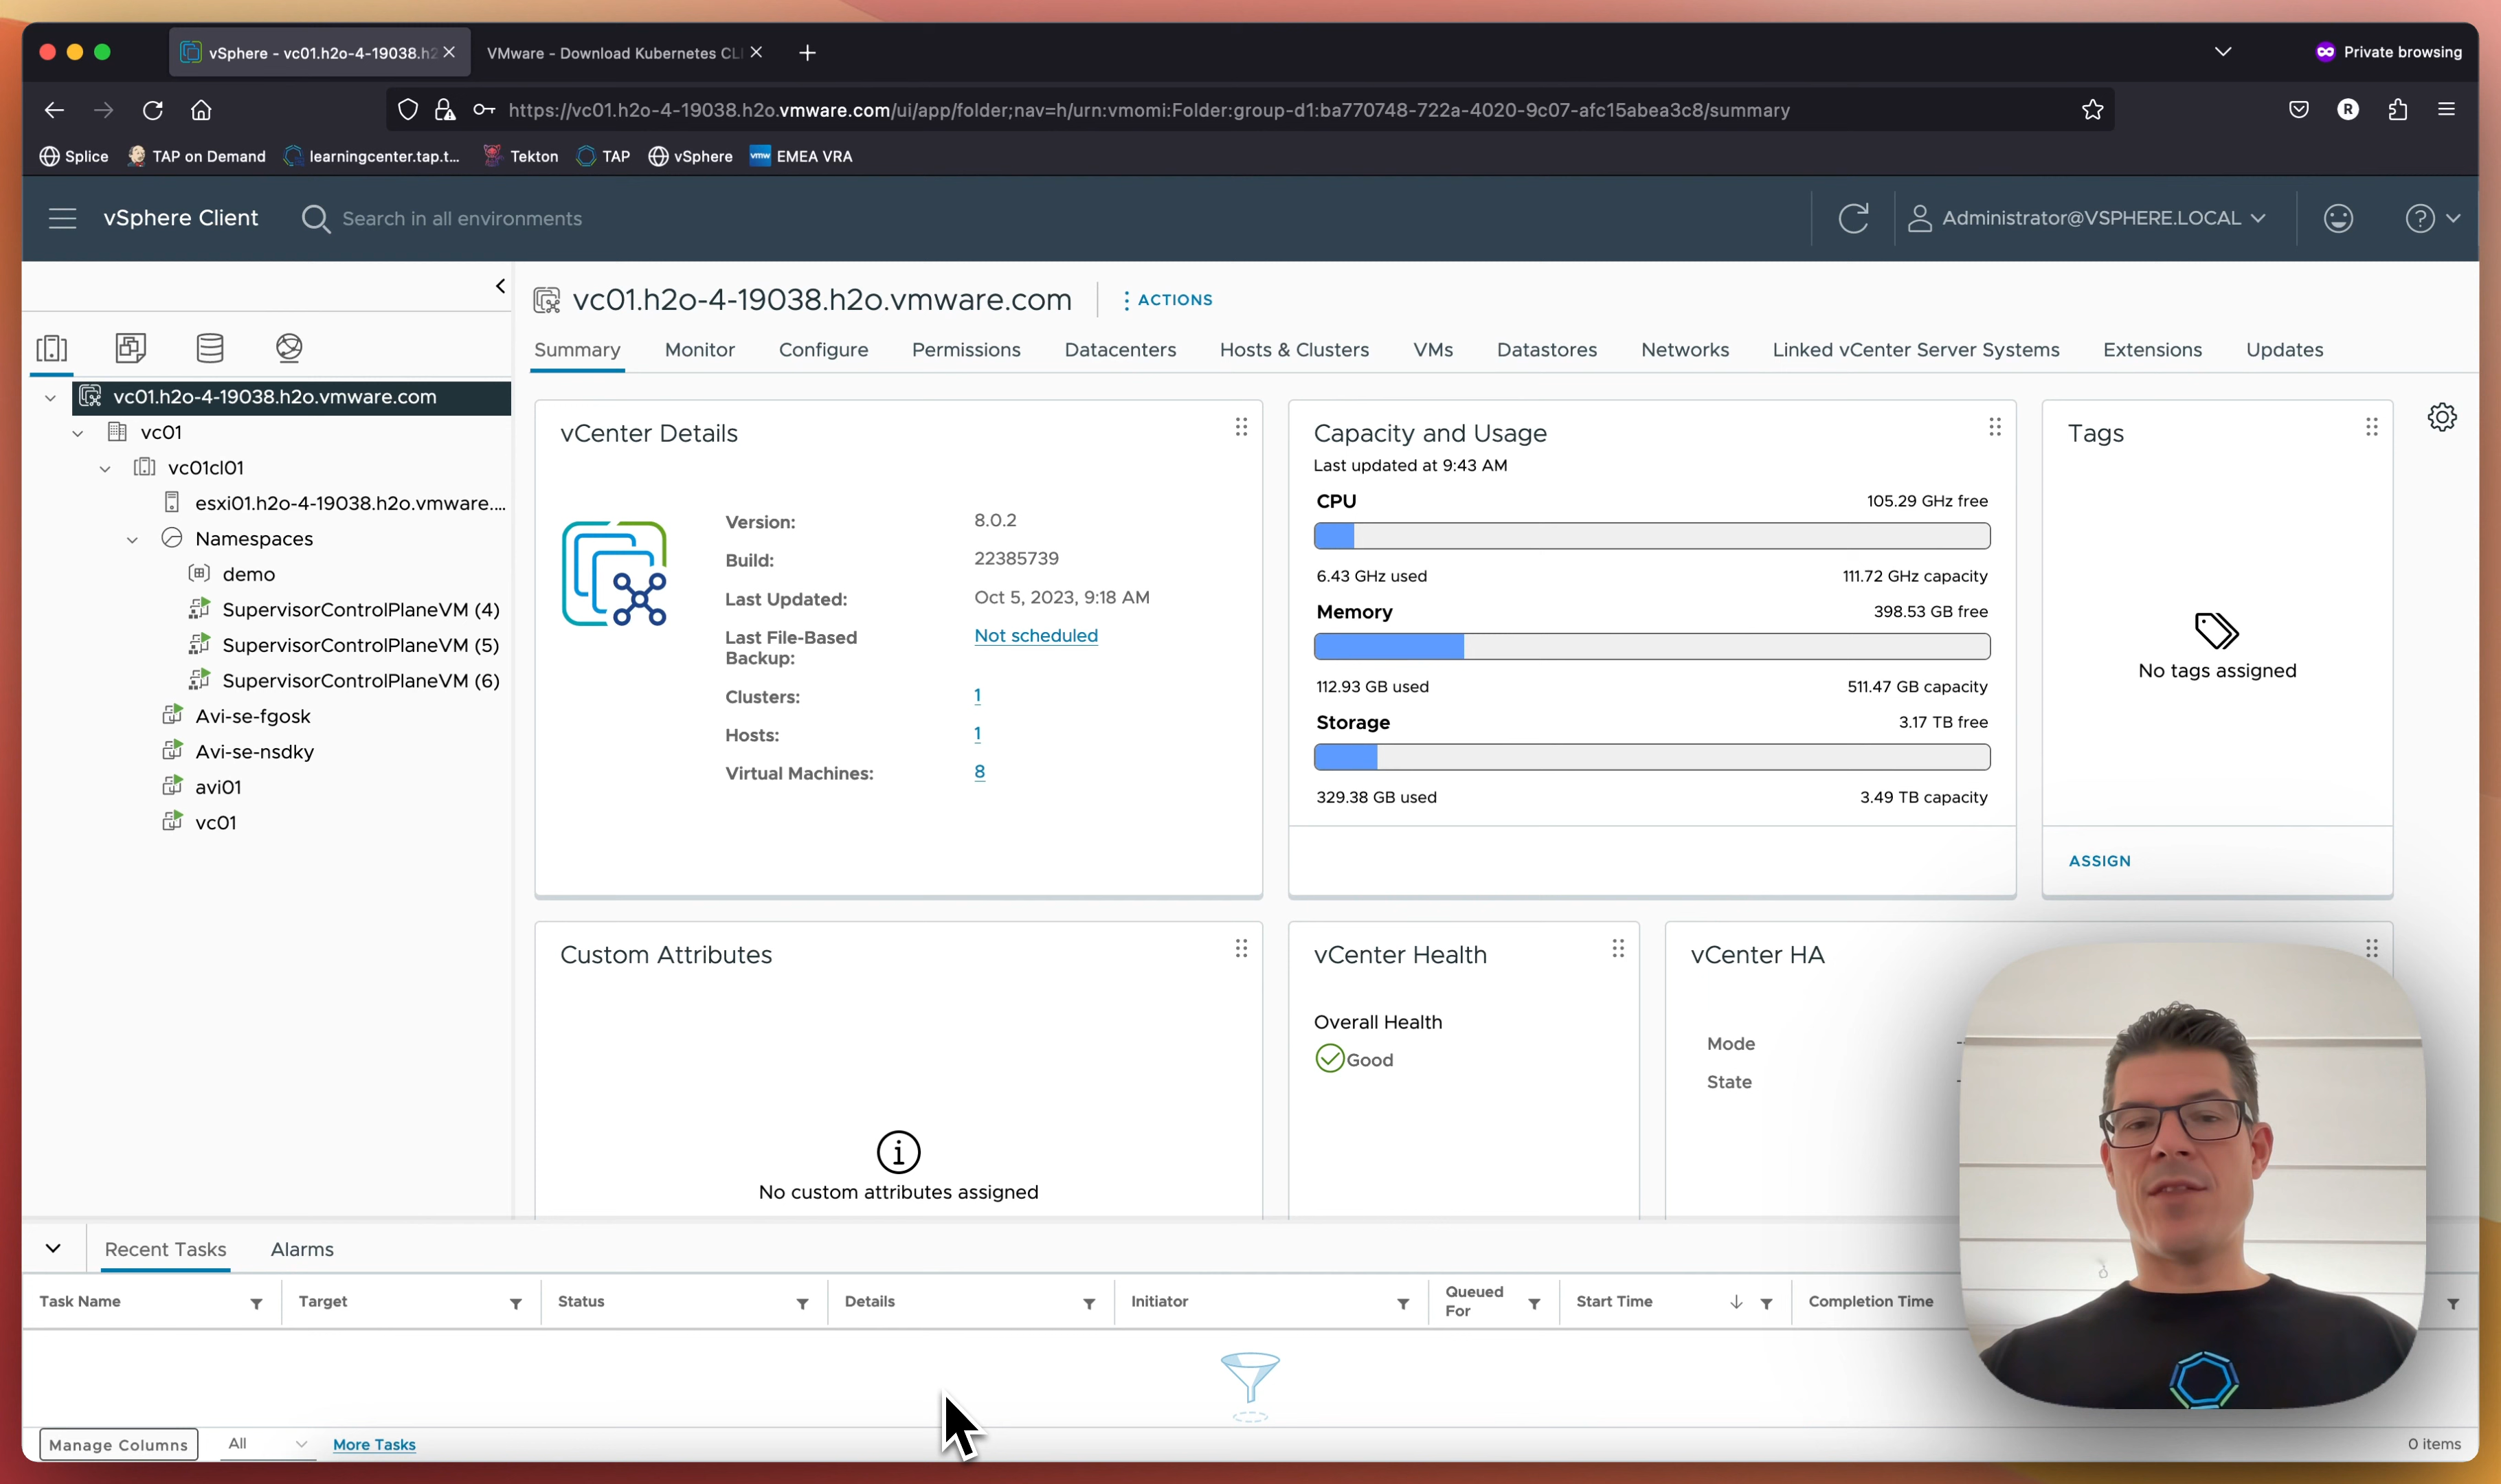 vSphere - vc01.h2o-4-19038.h2
VMware - Download Kubernetes CLI
Private browsing
https://vc01.h2o-4-19038.h2o.vmware.com/ui/app/folder;nav=h/urn:vmomi:Folder:group-d1:ba770748-722a-4020-9c07-afc15abea3c8/summary
R
Splice
TAP on Demand
learningcenter.tap.t...
Tekton
TAP
vSphere
vmw
EMEA VRA
vSphere Client
Search in all environments
Administrator@VSPHERE.LOCAL
vc01.h2o-4-19038.h2o.vmware.com
vc01
vc01cl01
esxi01.h2o-4-19038.h2o.vmware....
Namespaces
demo
SupervisorControlPlaneVM (4)
SupervisorControlPlaneVM (5)
SupervisorControlPlaneVM (6)
Avi-se-fgosk
Avi-se-nsdky
avi01
vc01
vc01.h2o-4-19038.h2o.vmware.com
ACTIONS
Summary
Monitor
Configure
Permissions
Datacenters
Hosts & Clusters
VMs
Datastores
Networks
Linked vCenter Server Systems
Extensions
Updates
vCenter Details
Version: 8.0.2
Build: 22385739
Last Updated: Oct 5, 2023, 9:18 AM
Last File-Based Not scheduled
Backup:
Clusters: 1
Hosts: 1
Virtual Machines: 8
Capacity and Usage
Last updated at 9:43 AM
CPU 105.29 GHz free
6.43 GHz used 111.72 GHz capacity
Memory 398.53 GB free
112.93 GB used 511.47 GB capacity
Storage 3.17 TB free
329.38 GB used 3.49 TB capacity
Tags
No tags assigned
ASSIGN
Custom Attributes
No custom attributes assigned
vCenter Health
Overall Health
Good
vCenter HA
Mode
State
Recent Tasks
Alarms
Task Name
Target
Status
Details
Initiator
Queued
For
Start Time
Completion Time
Manage Columns
All
More Tasks
0 items